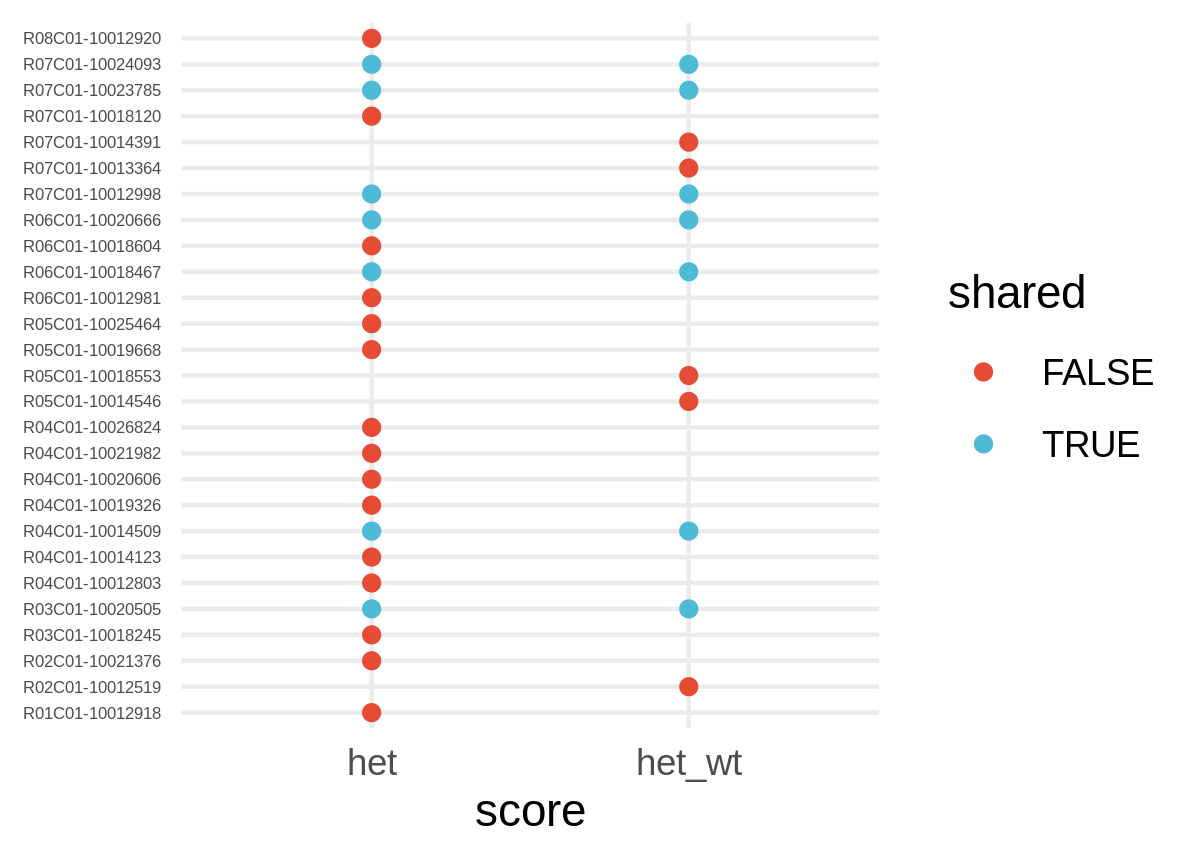 R08C01-10012920
R07C01-10024093
R07C01-10023785
R07C01-10018120
R07C01-10014391
R07C01-10013364
R07C01-10012998
R06C01-10020666
R06C01-10018604
R06C01-10018467
R06C01-10012981
R05C01-10025464
R05C01-10019668
R05C01-10018553
R05C01-10014546
R04C01-10026824
R04C01-10021982
R04C01-10020606
R04C01-10019326
R04C01-10014509
R04C01-10014123
R04C01-10012803
R03C01-10020505
R03C01-10018245
R02C01-10021376
R02C01-10012519
R01C01-10012918
het
het_wt
score
shared
FALSE
TRUE